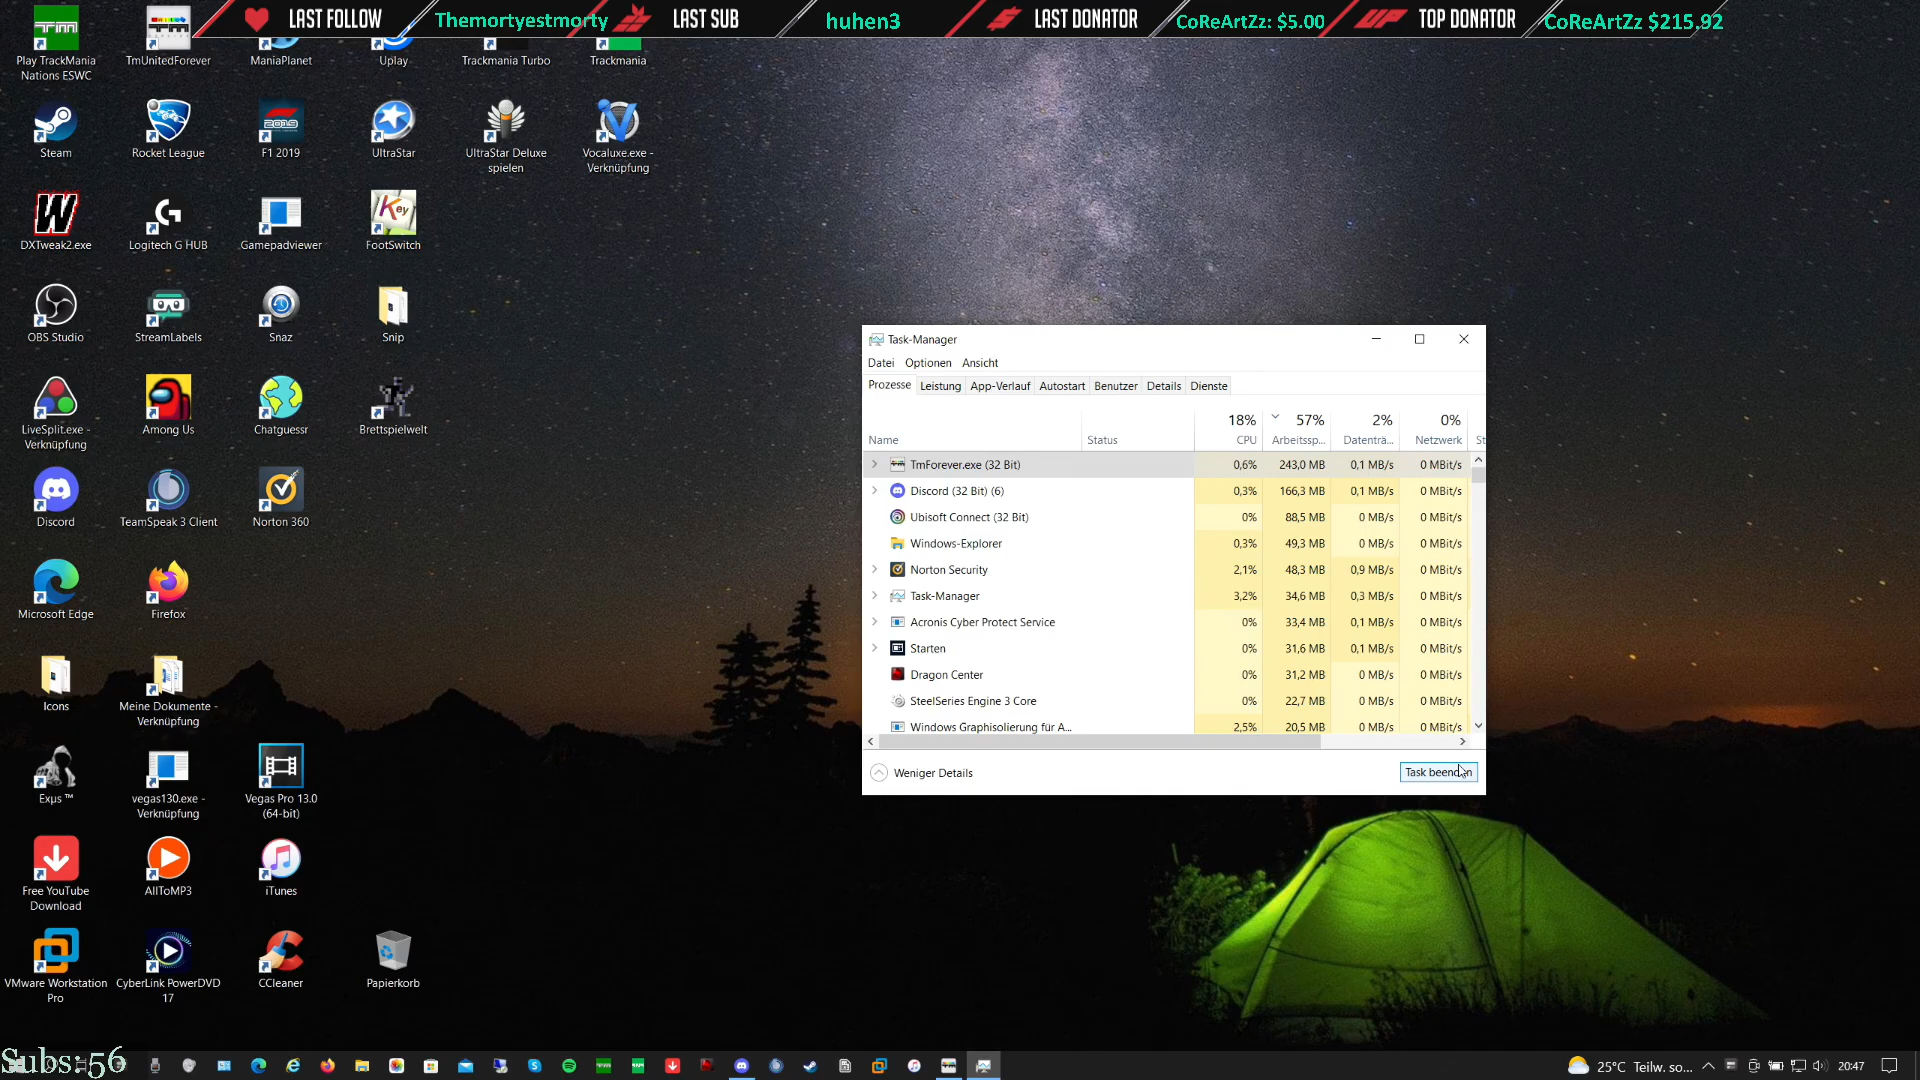 LAST FOLLOW
Themortyestmorty
LAST SUB
huhen3
LAST DONATOR
CoReArtZz: $5.00
TOP DONATOR
CoReArtZz $215.92
Play TrackMania
Nations ESWC
TmUnitedForever
ManiaPlanet
Uplay
Trackmania Turbo
Trackmania
Steam
Rocket League
F1 2019
UltraStar
UltraStar Deluxe
spielen
Vocaluxe.exe -
Verknüpfung
DXTweak2.exe
Logitech G HUB
Gamepadviewer
FootSwitch
OBS Studio
StreamLabels
Snaz
Snip
LiveSplit.exe -
Verknüpfung
Among Us
Chatguessr
Brettspielwelt
Discord
TeamSpeak 3 Client
Norton 360
Microsoft Edge
Firefox
Icons
Meine Dokumente -
Verknüpfung
Exµs ™
vegas130.exe -
Verknüpfung
Vegas Pro 13.0
(64-bit)
Free YouTube
Download
AllToMP3
iTunes
VMware Workstation
Pro
CyberLink PowerDVD
17
CCleaner
Papierkorb
Task-Manager
Datei Optionen Ansicht
Prozesse Leistung App-Verlauf Autostart Benutzer Details Dienste
18% 57% 2% 0%
Name Status CPU Arbeitssp... Datenträ... Netzwerk St
TmForever.exe (32 Bit) 0,6% 243,0 MB 0,1 MB/s 0 MBit/s
Discord (32 Bit) (6) 0,3% 166,3 MB 0,1 MB/s 0 MBit/s
Ubisoft Connect (32 Bit) 0% 88,5 MB 0 MB/s 0 MBit/s
Windows-Explorer 0,3% 49,3 MB 0 MB/s 0 MBit/s
Norton Security 2,1% 48,3 MB 0,9 MB/s 0 MBit/s
Task-Manager 3,2% 34,6 MB 0,3 MB/s 0 MBit/s
Acronis Cyber Protect Service 0% 33,4 MB 0,1 MB/s 0 MBit/s
Starten 0% 31,6 MB 0,1 MB/s 0 MBit/s
Dragon Center 0% 31,2 MB 0 MB/s 0 MBit/s
SteelSeries Engine 3 Core 0% 22,7 MB 0 MB/s 0 MBit/s
Windows Graphisolierung für A... 2,5% 20,5 MB 0 MB/s 0 MBit/s
Weniger Details
Task beenden
Subs:56
25°C Teilw. so...
20:47